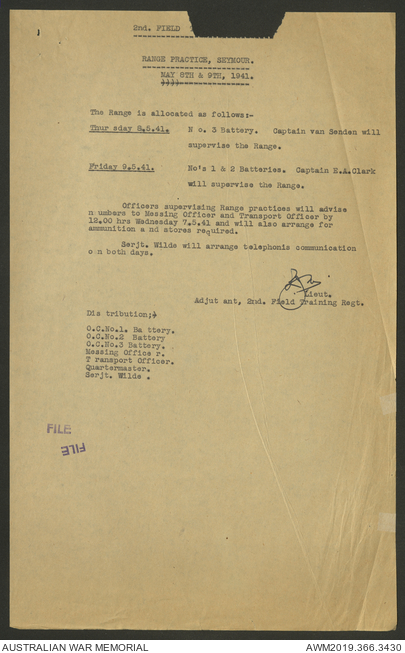 2nd. FIELD
RANGE PRACTICE, SEYMOUR.
MAY 8TH & 9TH, 1941.
The Range is allocated as follows:-
Thur sday 8.5.41. N o. 3 Battery. Captain van Senden will
supervise the Range.
Friday 9.5.41. No's 1 & 2 Batteries. Captain E.A.Clark
will supervise the Range.
Officers supervising Range practices will advise
n umbers to Messing Officer and Transport Officer by
12.00 hrs Wednesday 7.5.41 and will also arrange for
ammunition a nd stores required.
Serjt. Wilde will arrange telephonis communication
o n both days.
Lieut.
Adjut ant, 2nd. Field Training Regt.
Dis tribution;-
O.C.No.1. Ba ttery.
O.C.No.2 Battery
O.C.No.3 Battery.
Messing Office r.
T ransport Officer.
Quartermaster.
Serjt. Wilde .
FILE
FILE
AUSTRALIAN WAR MEMORIAL AWM2019.366.3430